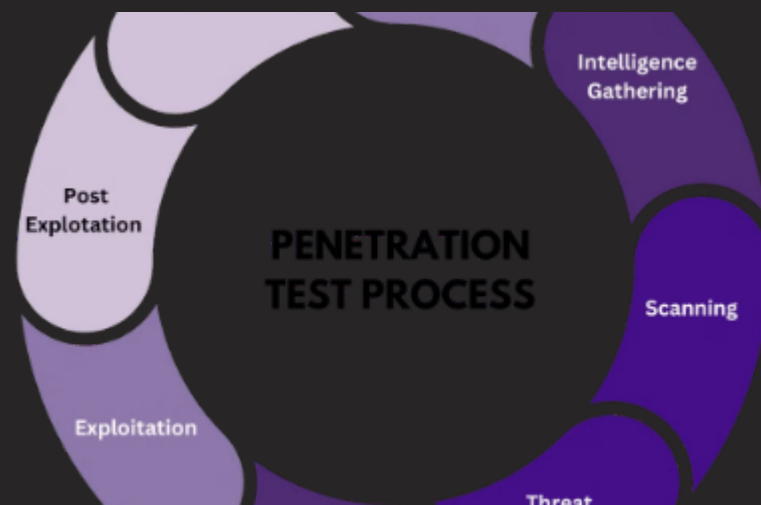 Intelligence
Gathering
Post
Explotation
PENETRATION
TEST PROCESS
Scanning
Exploitation
Threat